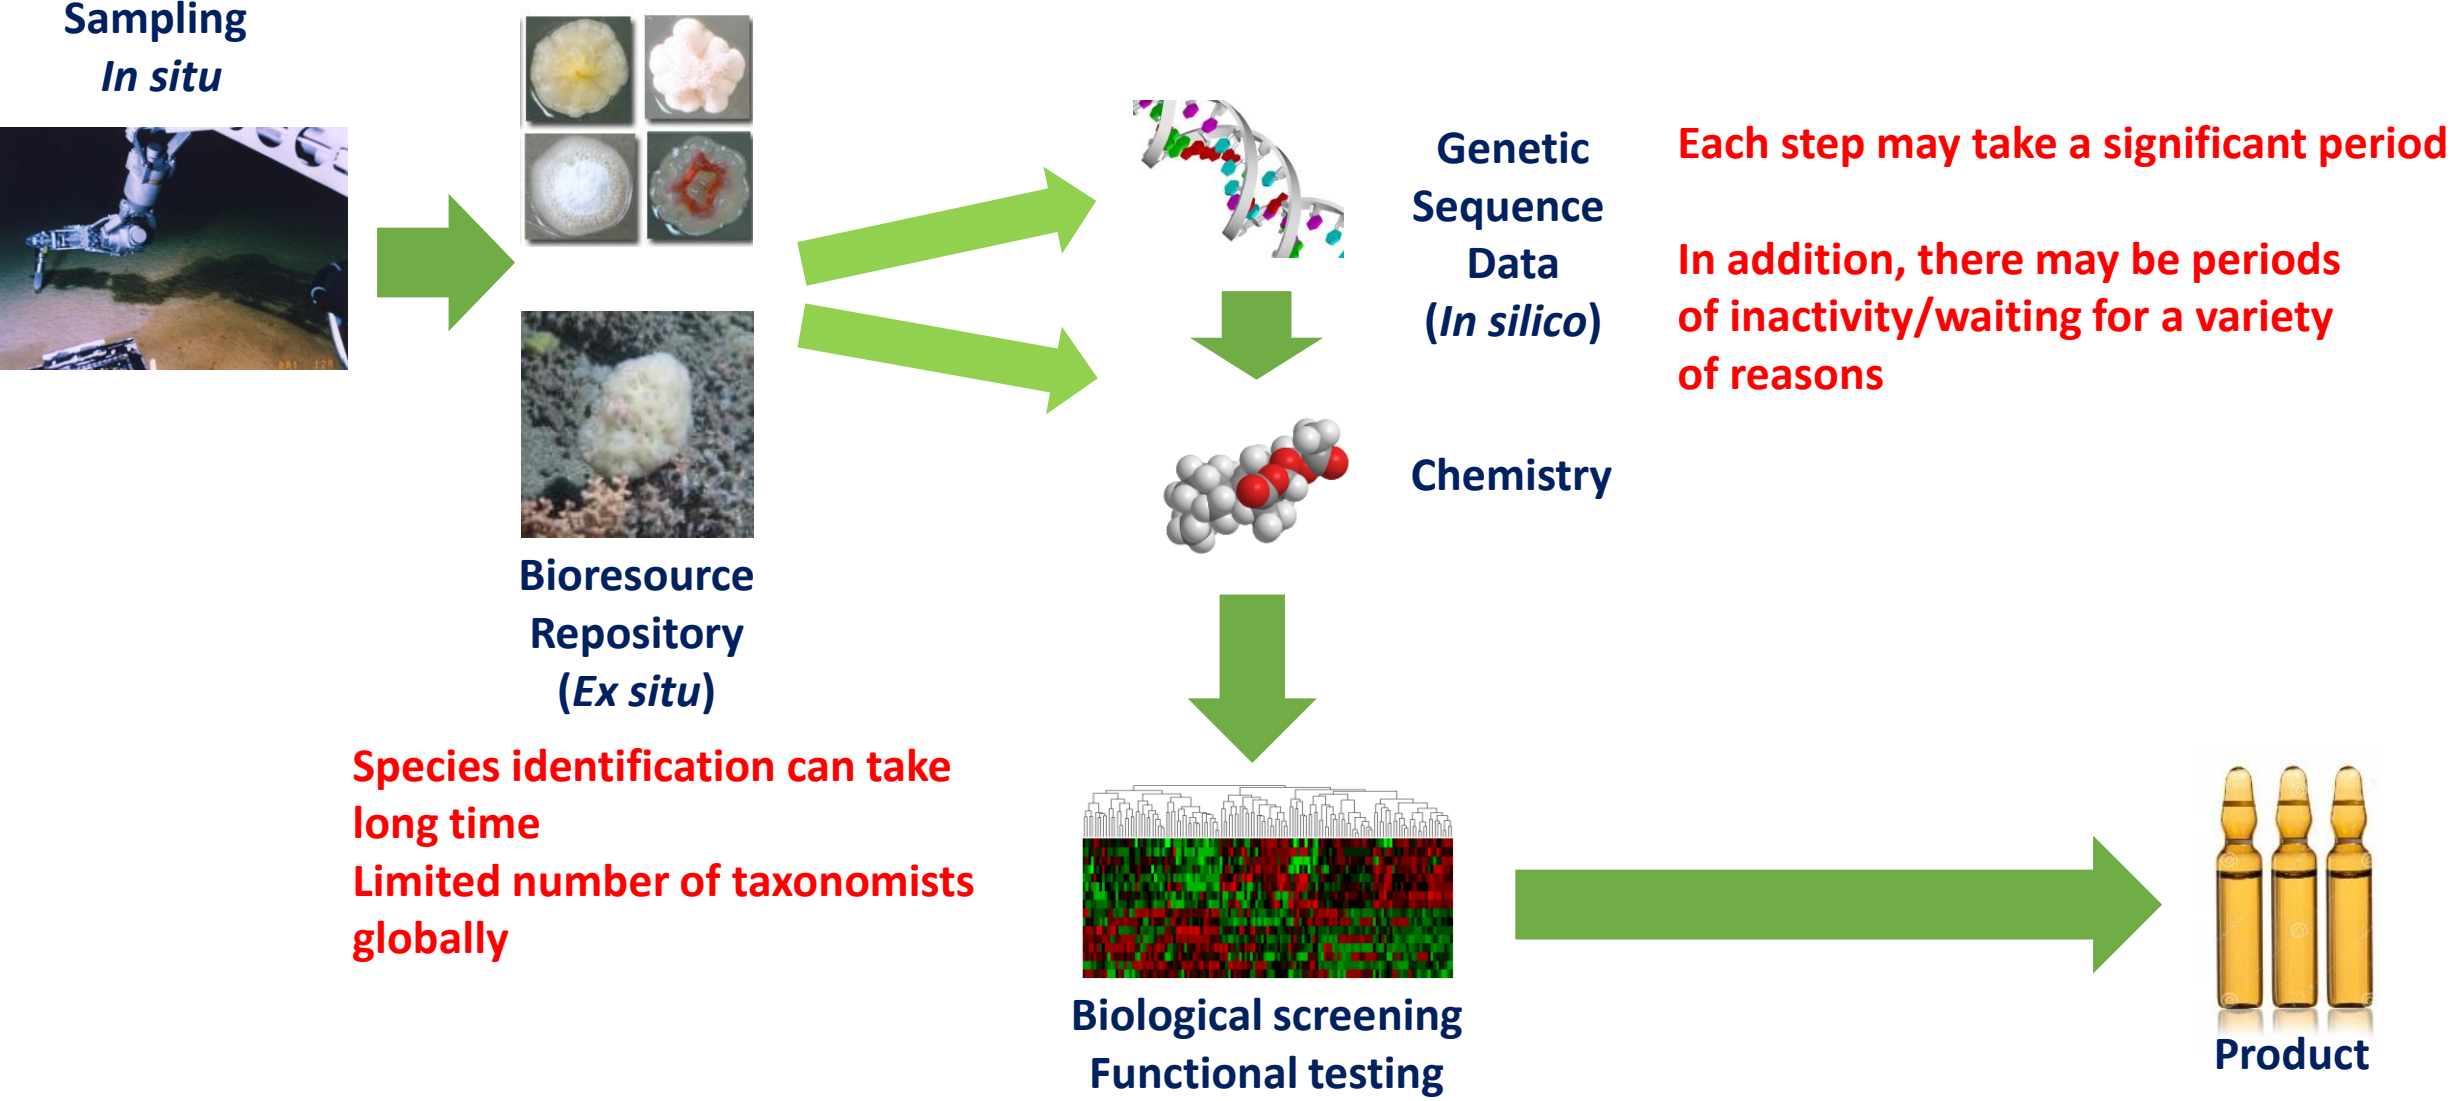 Sampling
In situ
Genetic
Sequence
Data
(In silico)
Each step may take a significant period
In addition, there may be periods
of inactivity/waiting for a variety
of reasons
Chemistry
Bioresource
Repository
(Ex situ)
Species identification can take
long time
Limited number of taxonomists
globally
Biological screening
Functional testing
Product